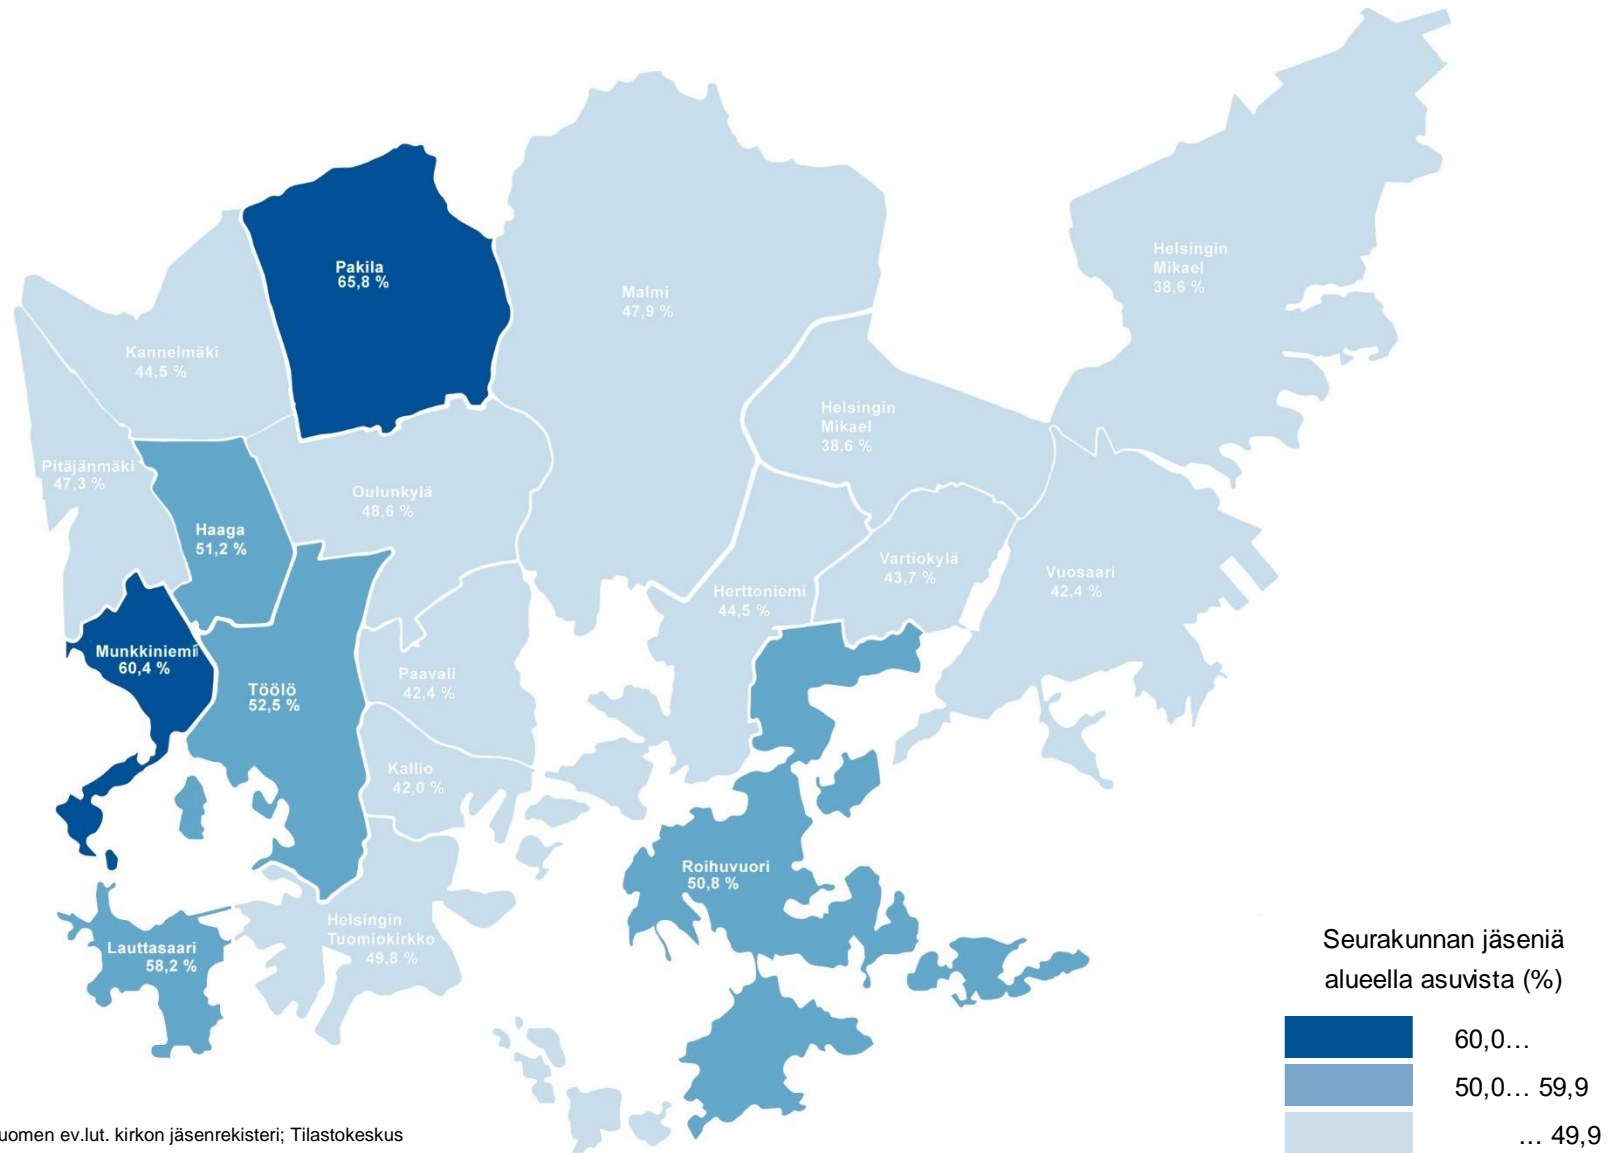 Pakila
65,8 %
Malmi
47,9 %
Helsingin
Mikael
38,6 %
Kannelmäki
44,5 %
Helsingin
Mikael
38,6 %
Pitäjänmäki
47,3 %
Oulunkylä
48,6 %
Haaga
51,2 %
Vartiokylä
43,7 %
Vuosaari
42,4 %
Herttoniemi
44,5 %
Munkkiniemi
60,4 %
Töölö
52,5 %
Paavali
42,4 %
Kallio
42,0 %
Roihuvuori
50,8 %
Helsingin
Tuomiokirkko
49,8 %
Lauttasaari
58,2 %
Seurakunnan jäseniä
alueella asuvista (%)
60,0…
50,0… 59,9
… 49,9
uomen ev.lut. kirkon jäsenrekisteri; Tilastokeskus